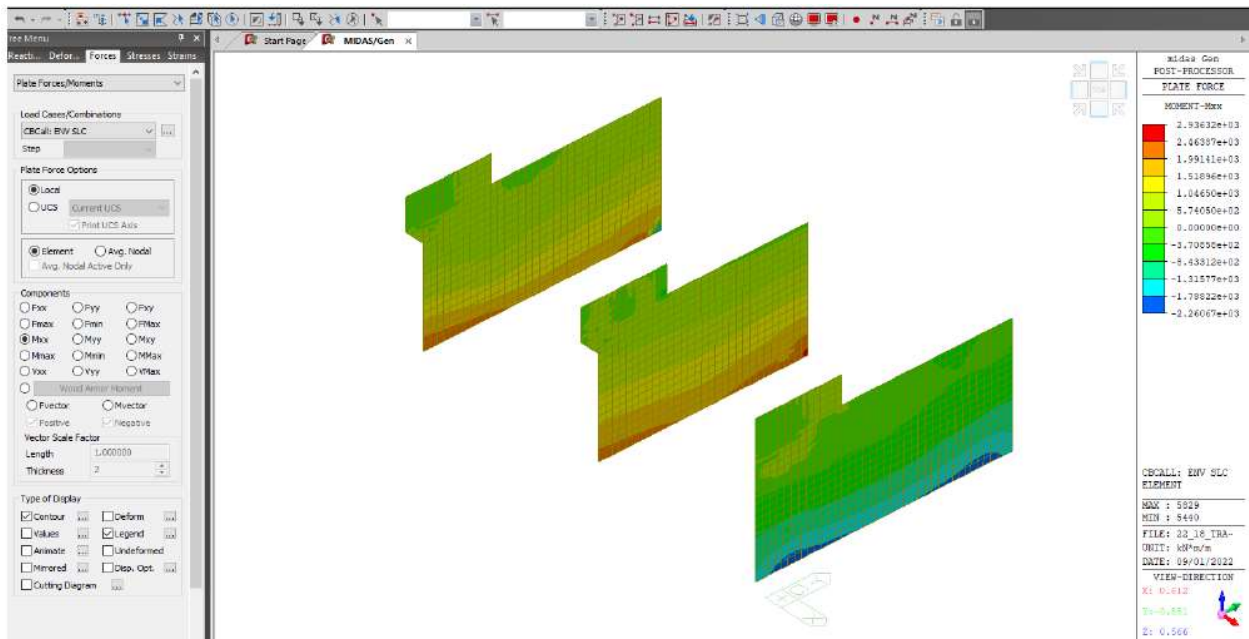 Tree Menu
Reacti... Defor... Forces Stresses Strains
Start Page MIDAS/Gen
Plate Forces/Moments
Load Cases/Combinations
CBCall: ENV SLC
Step
Plate Force Options
Local
UCS Current UCS
Print UCS Axis
Element Avg. Nodal
Avg. Nodal Active Only
Components
Fxx Fyy Fxy
Fmax Fmin FMax
Mxx Myy Mxy
Mmax Mmin MMax
Vxx Vyy VMax
Wood Armer Moment
Fvector Mvector
Positive Negative
Vector Scale Factor
Length 1.000000
Thickness 2
Type of Display
Contour ... Deform ...
Values ... Legend ...
Animate ... Undeformed
Mirrored ... Disp. Opt. ...
Cutting Diagram ...
midas Gen
POST-PROCESSOR
PLATE FORCE
MOMENT-Mxx
2.93632e+03
2.46387e+03
1.99141e+03
1.51896e+03
1.04650e+03
5.74050e+02
0.00000e+00
-3.70858e+02
-8.43312e+02
-1.31577e+03
-1.78822e+03
-2.26067e+03
CBCALL: ENV SLC
ELEMENT
MAX : 5829
MIN : 5440
FILE: 22_18_TRA~
UNIT: kN*m/m
DATE: 09/01/2022
VIEW-DIRECTION
X: 0.612
Z: 0.566